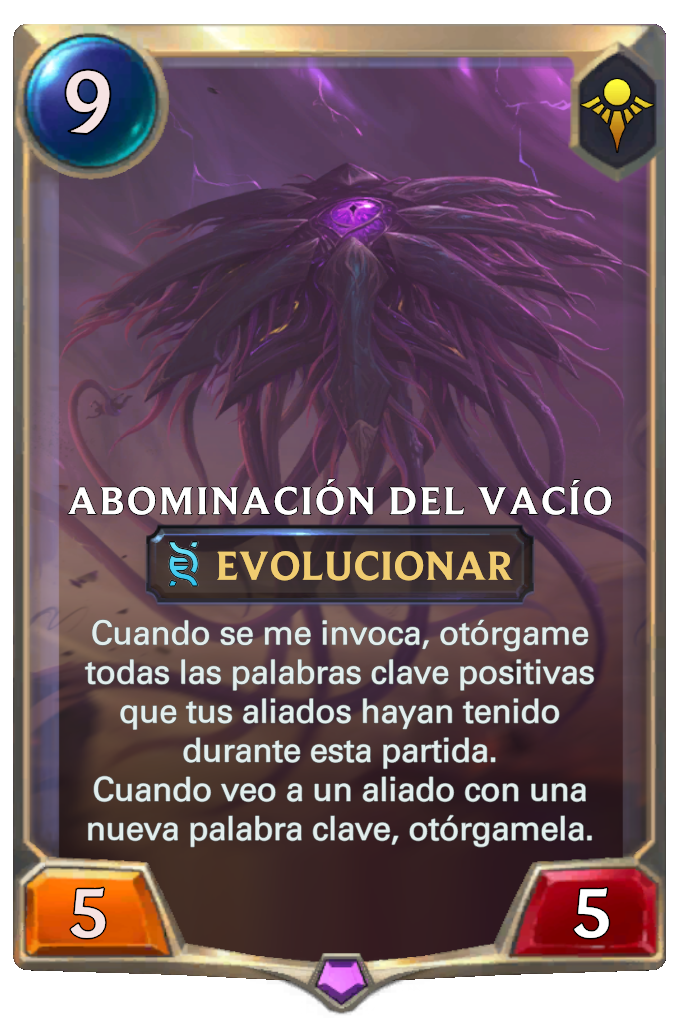 9
ABOMINACIÓN DEL VACÍO
EVOLUCIONAR
Cuando se me invoca, otórgame
todas las palabras clave positivas
que tus aliados hayan tenido
durante esta partida.
Cuando veo a un aliado con una
nueva palabra clave, otórgamela.
5 5